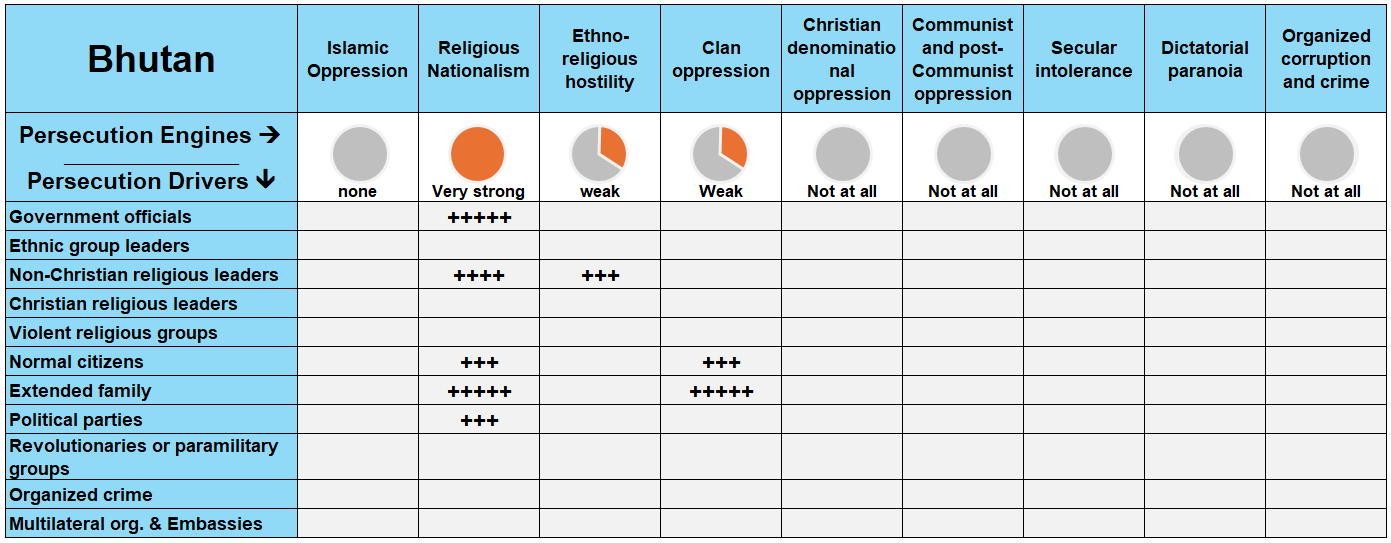 Bhutan
Islamic
Oppression
Religious
Nationalism
Ethno-
religious
hostility
Clan
oppression
Christian
denominatio
nal
oppression
Communist
and post-
Communist
oppression
Secular
intolerance
Dictatorial
paranoia
Organized
corruption
and crime
Persecution Engines →
Persecution Drivers ↓
none
Very strong
weak
Weak
Not at all
Not at all
Not at all
Not at all
Not at all
Government officials +++++
Ethnic group leaders
Non-Christian religious leaders ++++ +++
Christian religious leaders
Violent religious groups
Normal citizens +++ +++
Extended family +++++ +++++
Political parties +++
Revolutionaries or paramilitary
groups
Organized crime
Multilateral org. & Embassies